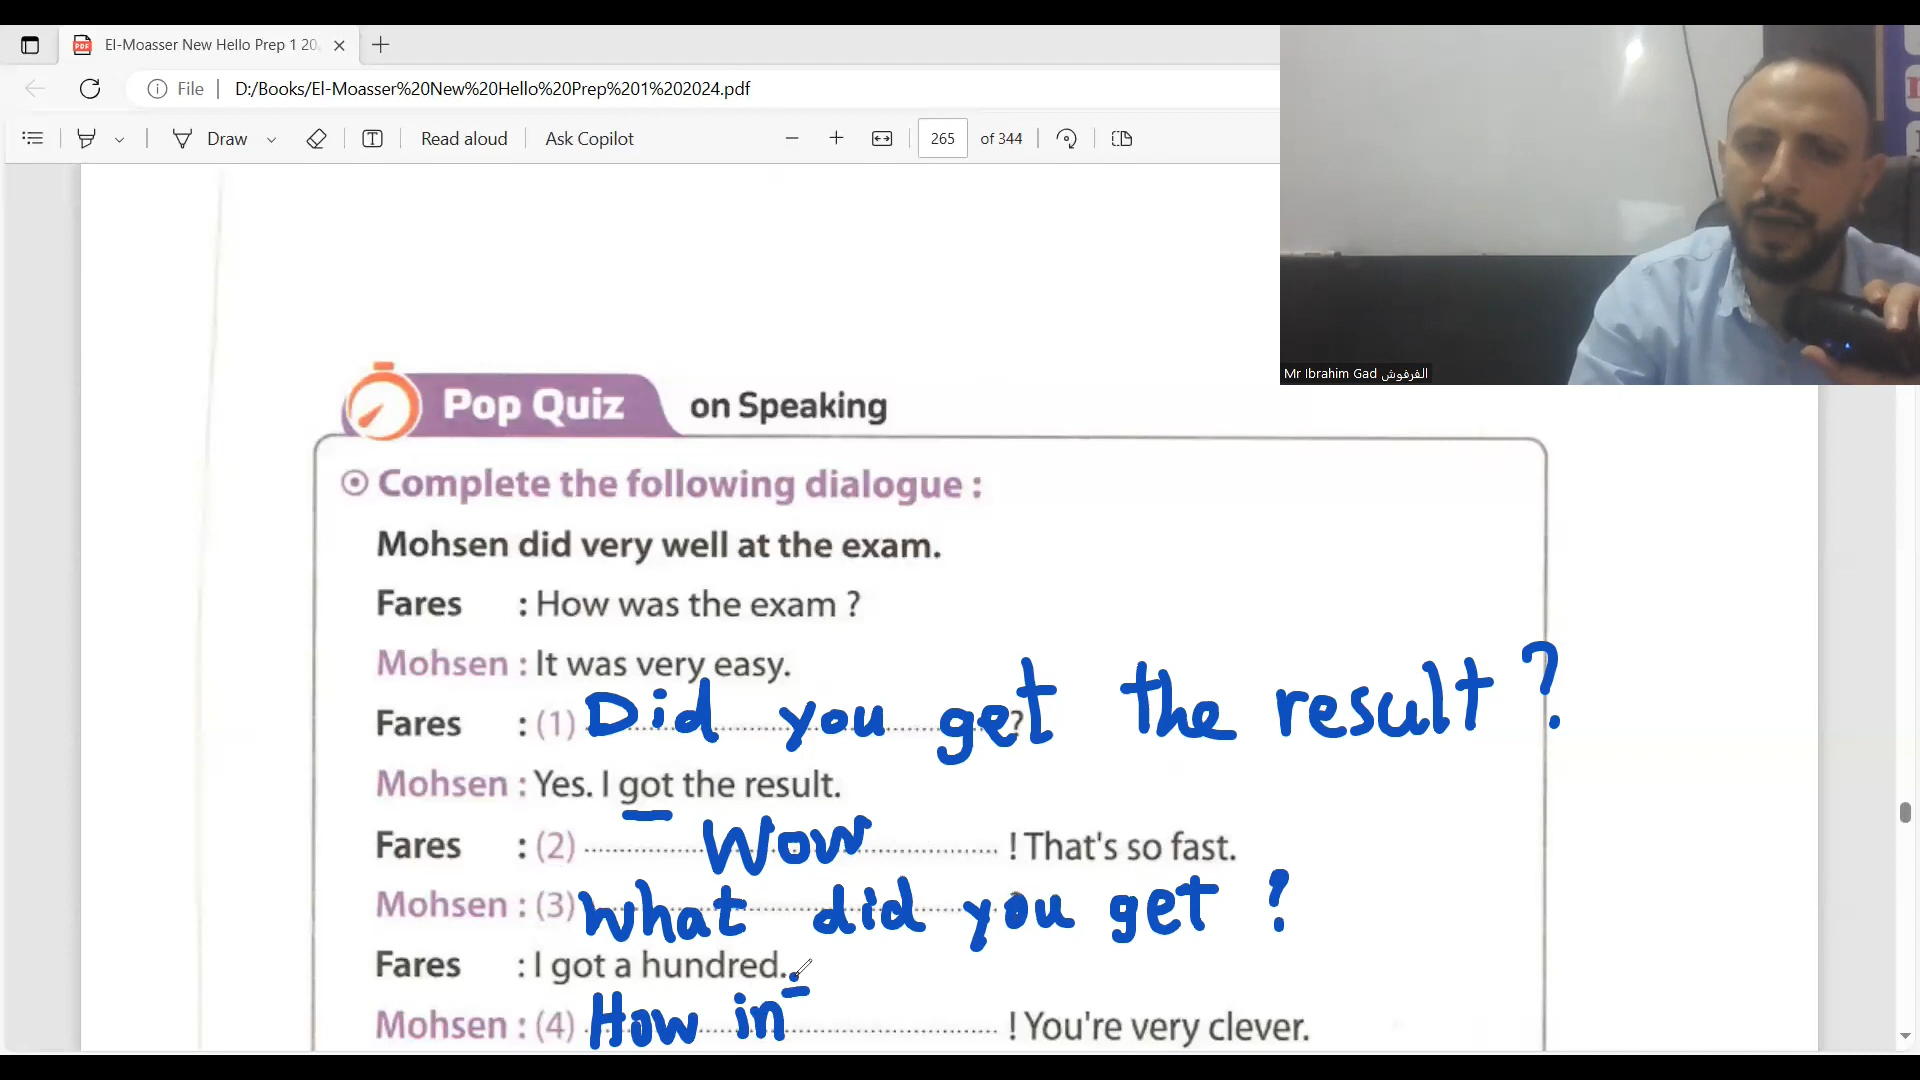 El-Moasser New Hello Prep 1 20
File D:/Books/El-Moasser%20New%20Hello%20Prep%201%202024.pdf
Draw Read aloud Ask Copilot 265 of 344
Mr Ibrahim Gad الفرفوش
Pop Quiz on Speaking
Complete the following dialogue :
Mohsen did very well at the exam.
Fares : How was the exam ?
Mohsen : It was very easy.
Fares : (1) Did you get the result ?
Mohsen : Yes. I got the result.
Fares : (2) Wow ! That's so fast.
Mohsen : (3) What did you get ?
Fares : I got a hundred.
Mohsen : (4) How in ! You're very clever.